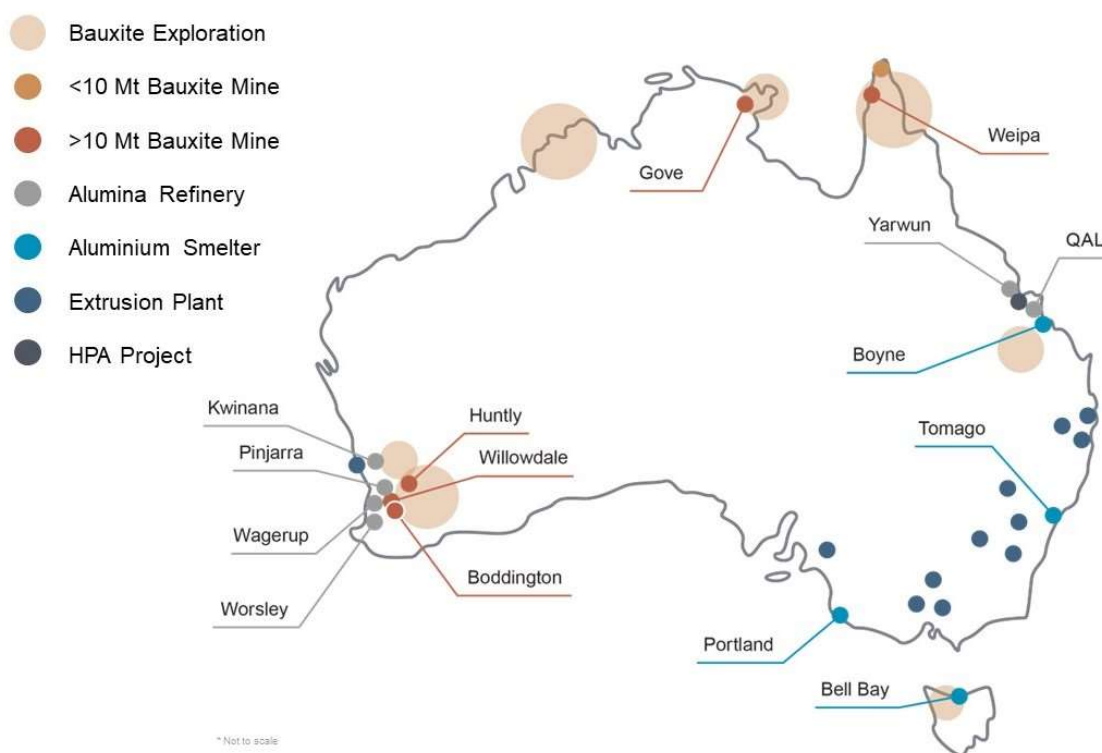 Bauxite Exploration
<10 Mt Bauxite Mine
>10 Mt Bauxite Mine
Alumina Refinery
Aluminium Smelter
Extrusion Plant
HPA Project
Weipa
Gove
Yarwun
QAL
Boyne
Kwinana
Huntly
Pinjarra
Willowdale
Tomago
Wagerup
Boddington
Worsley
Portland
Bell Bay
* Not to scale